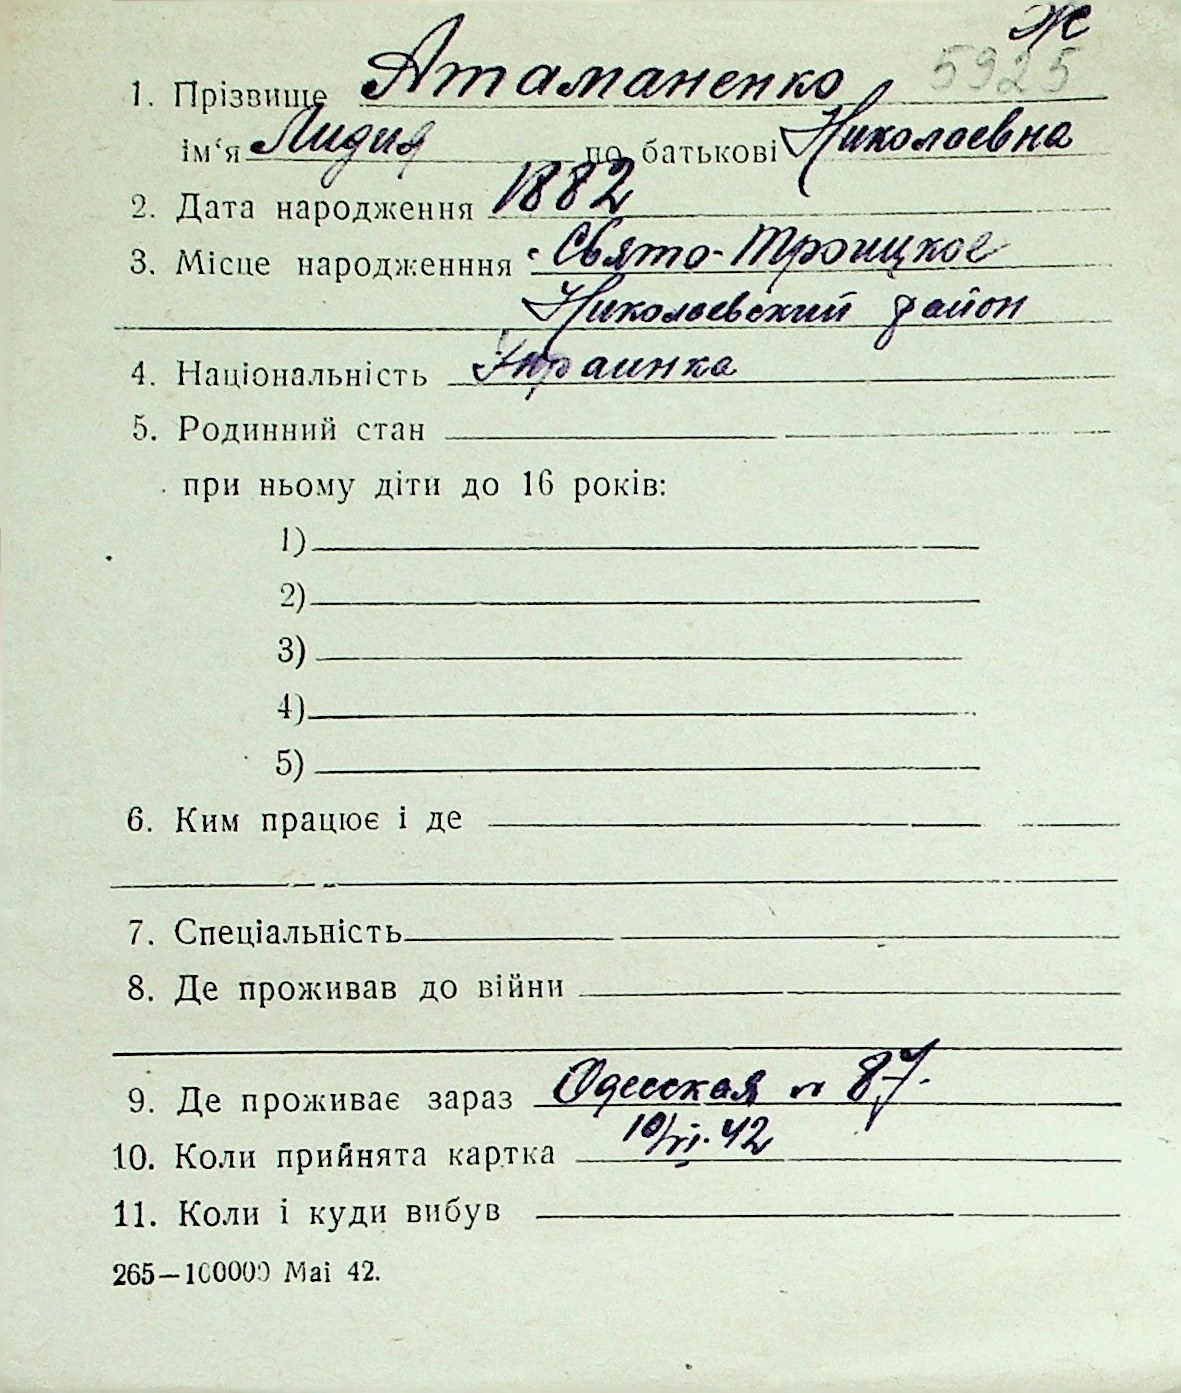 Ж
5925
1. Прізвище Атаманенко
ім‘я Лидия по батькові Николаевна
2. Дата народження 1882
3. Місце народженння Свято-Троицкое
Николаевский район
4. Національність Украинка
5. Родинний стан
при ньому діти до 16 років:
1)
2)
3)
4)
5)
6. Ким працює і де
7. Спеціальність
8. Де проживав до війни
9. Де проживає зараз Одесская 87.
10. Коли прийнята картка 10/VI.42
11. Коли і куди вибув
265—100000 Маі 42.